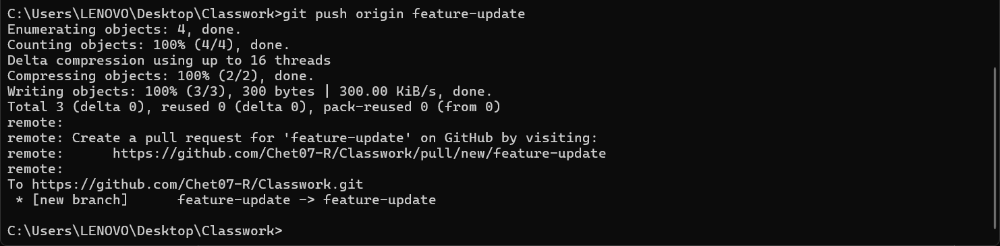 C:\Users\LENOVO\Desktop\Classwork>git push origin feature-update
Enumerating objects: 4, done.
Counting objects: 100% (4/4), done.
Delta compression using up to 16 threads
Compressing objects: 100% (2/2), done.
Writing objects: 100% (3/3), 300 bytes | 300.00 KiB/s, done.
Total 3 (delta 0), reused 0 (delta 0), pack-reused 0 (from 0)
remote:
remote: Create a pull request for 'feature-update' on GitHub by visiting:
remote:      https://github.com/Chet07-R/Classwork/pull/new/feature-update
remote:
To https://github.com/Chet07-R/Classwork.git
 * [new branch]      feature-update -> feature-update
C:\Users\LENOVO\Desktop\Classwork>